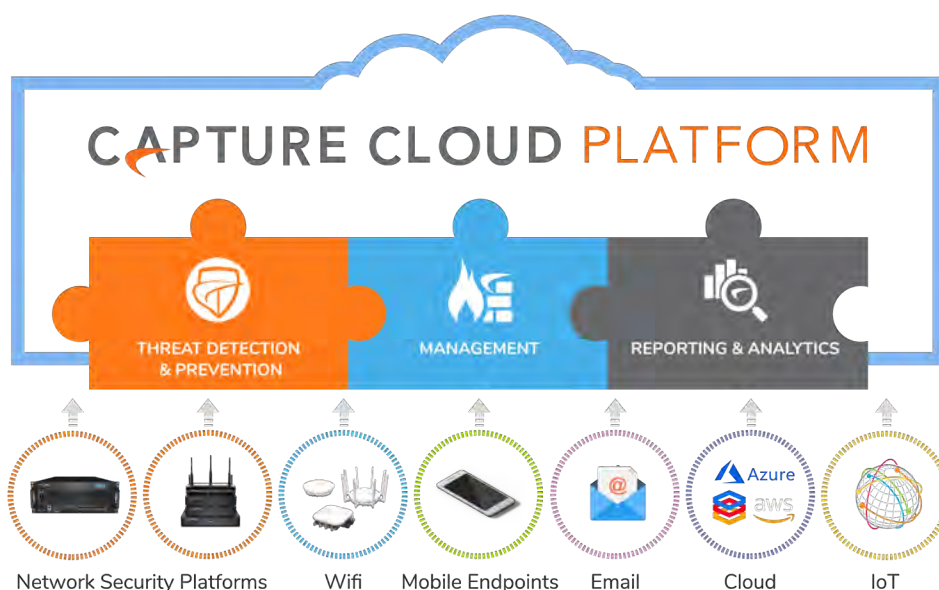 CAPTURE CLOUD PLATFORM
THREAT DETECTION
& PREVENTION
MANAGEMENT
REPORTING & ANALYTICS
@
Azure
aws
Network Security Platforms
Wifi
Mobile Endpoints
Email
Cloud
IoT